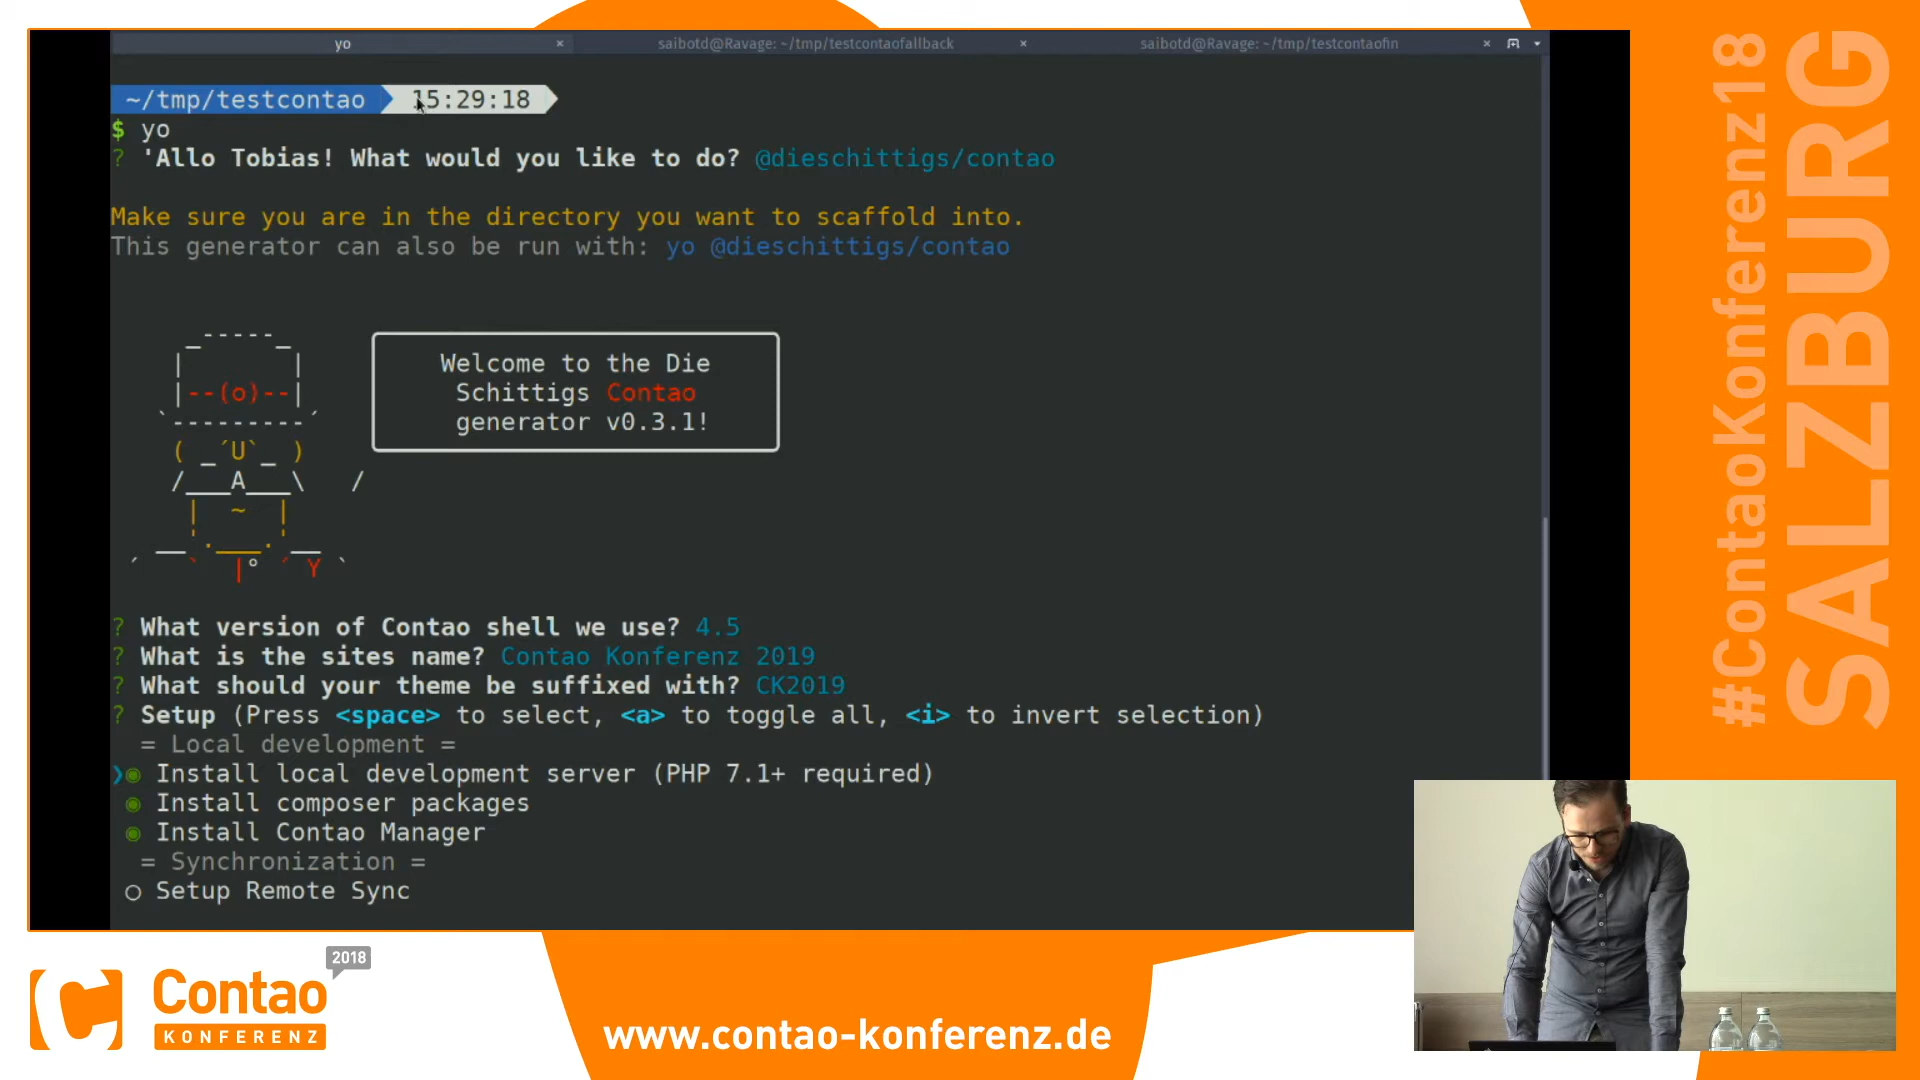 yo × saibotd@Ravage: ~/tmp/testcontaofallback × saibotd@Ravage: ~/tmp/testcontaofin ×
~/tmp/testcontao 15:29:18
$ yo
? 'Allo Tobias! What would you like to do? @dieschittigs/contao
Make sure you are in the directory you want to scaffold into.
This generator can also be run with: yo @dieschittigs/contao
Welcome to the Die
Schittigs Contao
generator v0.3.1!
? What version of Contao shell we use? 4.5
? What is the sites name? Contao Konferenz 2019
? What should your theme be suffixed with? CK2019
? Setup (Press <space> to select, <a> to toggle all, <i> to invert selection)
= Local development =
❯◉ Install local development server (PHP 7.1+ required)
◉ Install composer packages
◉ Install Contao Manager
= Synchronization =
◯ Setup Remote Sync
#ContaoKonferenz18
SALZBURG
2018
Contao
KONFERENZ
www.contao-konferenz.de